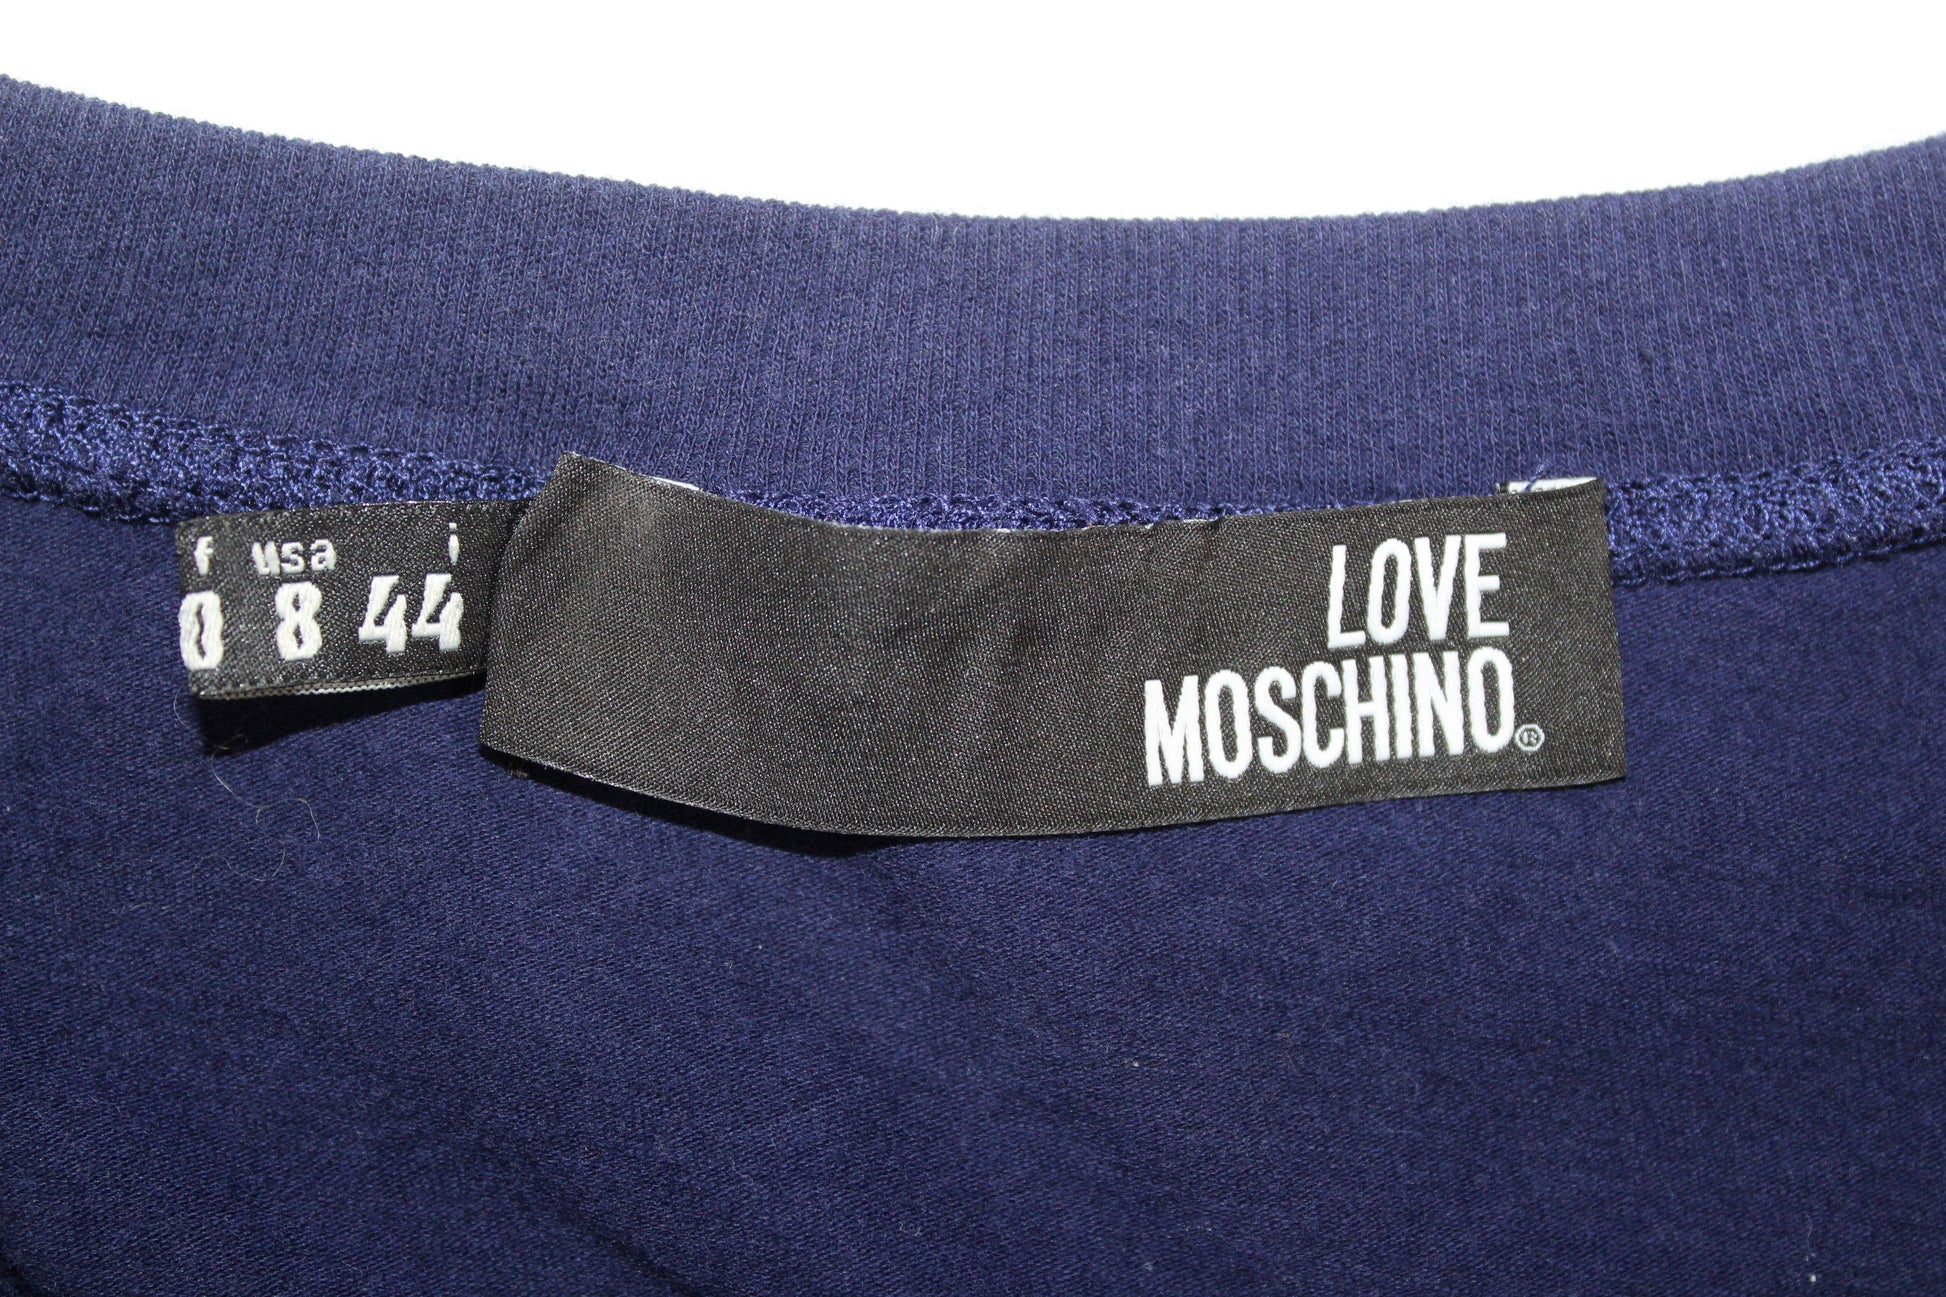 f usa i
0 8 44
LOVE
MOSCHINO®